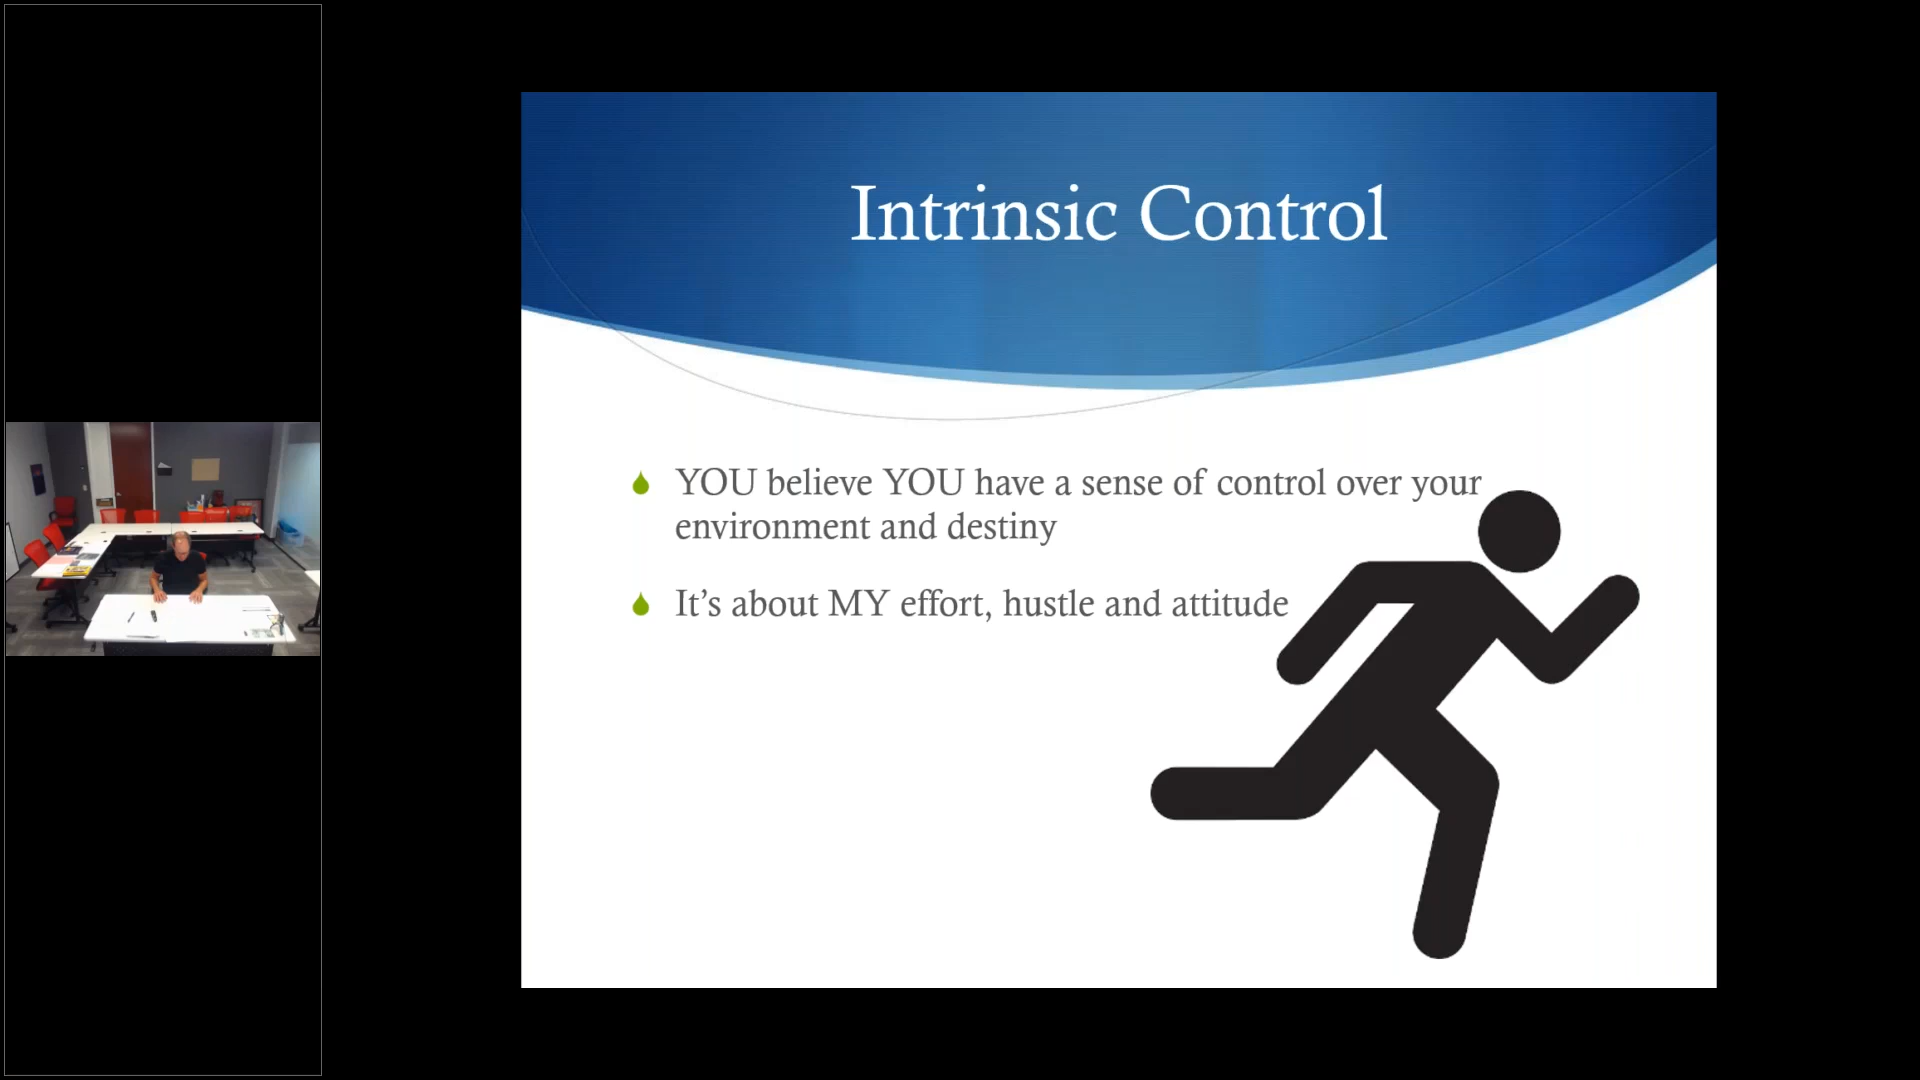 Intrinsic Control
YOU believe YOU have a sense of control over your
environment and destiny
It’s about MY effort, hustle and attitude